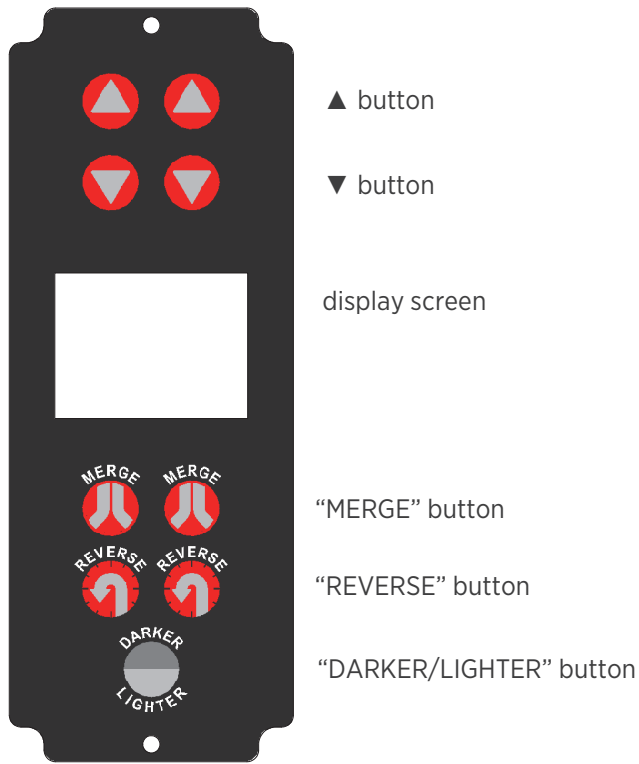 ▲ button
▼ button
display screen
MERGE MERGE
“MERGE” button
REVERSE REVERSE
“REVERSE” button
DARKER
LIGHTER
“DARKER/LIGHTER” button